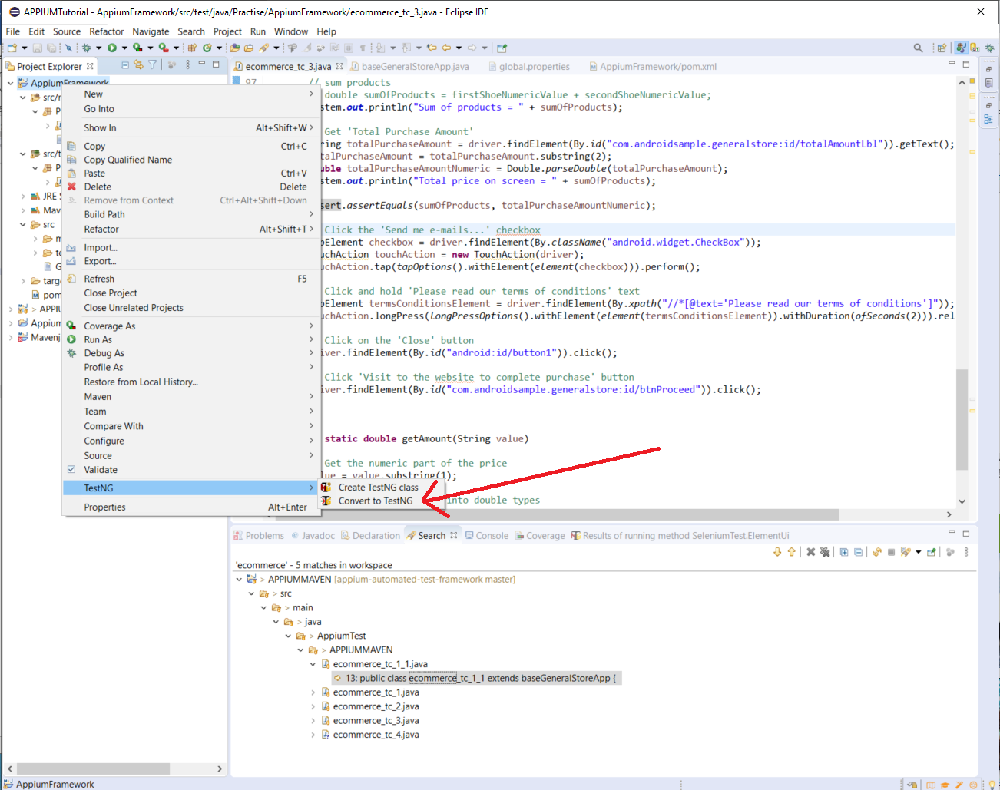 APPIUMTutorial - AppiumFramework/src/test/java/Practise/AppiumFramework/ecommerce_tc_3.java - Eclipse IDE
File Edit Source Refactor Navigate Search Project Run Window Help
Project Explorer
ecommerce_tc_3.java baseGeneralStoreApp.java global.properties AppiumFramework/pom.xml
AppiumFramework
src/
src/t
JRE S
Mav
src
targe
pom
> APPI
Appium
Mavenj
New
Go Into
Show In Alt+Shift+W >
Copy Ctrl+C
Copy Qualified Name
Paste Ctrl+V
Delete Delete
Remove from Context Ctrl+Alt+Shift+Down
Build Path
Refactor Alt+Shift+T >
Import...
Export...
Refresh F5
Close Project
Close Unrelated Projects
Coverage As
Run As
Debug As
Profile As
Restore from Local History...
Maven
Team
Compare With
Configure
Source
Validate
TestNG
Properties Alt+Enter
Create TestNG class
Convert to TestNG
97 // sum products
double sumOfProducts = firstShoeNumericValue + secondShoeNumericValue;
stem.out.println("Sum of products = " + sumOfProducts);
Get 'Total Purchase Amount'
ring totalPurchaseAmount = driver.findElement(By.id("com.androidsample.generalstore:id/totalAmountLbl")).getText();
talPurchaseAmount = totalPurchaseAmount.substring(2);
uble totalPurchaseAmountNumeric = Double.parseDouble(totalPurchaseAmount);
stem.out.println("Total price on screen = " + sumOfProducts);
sert.assertEquals(sumOfProducts, totalPurchaseAmountNumeric);
Click the 'Send me e-mails...' checkbox
bElement checkbox = driver.findElement(By.className("android.widget.CheckBox"));
uchAction touchAction = new TouchAction(driver);
uchAction.tap(tapOptions().withElement(element(checkbox))).perform();
Click and hold 'Please read our terms of conditions' text
bElement termsConditionsElement = driver.findElement(By.xpath("//*[@text='Please read our terms of conditions']"));
uchAction.longPress(longPressOptions().withElement(element(termsConditionsElement)).withDuration(ofSeconds(2))).rel
Click on the 'Close' button
iver.findElement(By.id("android:id/button1")).click();
Click 'Visit to the website to complete purchase' button
iver.findElement(By.id("com.androidsample.generalstore:id/btnProceed")).click();
static double getAmount(String value)
Get the numeric part of the price
lue = value.substring(1);
into double types
Problems Javadoc Declaration Search Console Coverage Results of running method SeleniumTest.ElementUi
'ecommerce' - 5 matches in workspace
> APPIUMMAVEN [appium-automated-test-framework master]
> src
> main
> java
> AppiumTest
> APPIUMMAVEN
ecommerce_tc_1_1.java
13: public class ecommerce_tc_1_1 extends baseGeneralStoreApp {
ecommerce_tc_1.java
ecommerce_tc_2.java
ecommerce_tc_3.java
ecommerce_tc_4.java
AppiumFramework